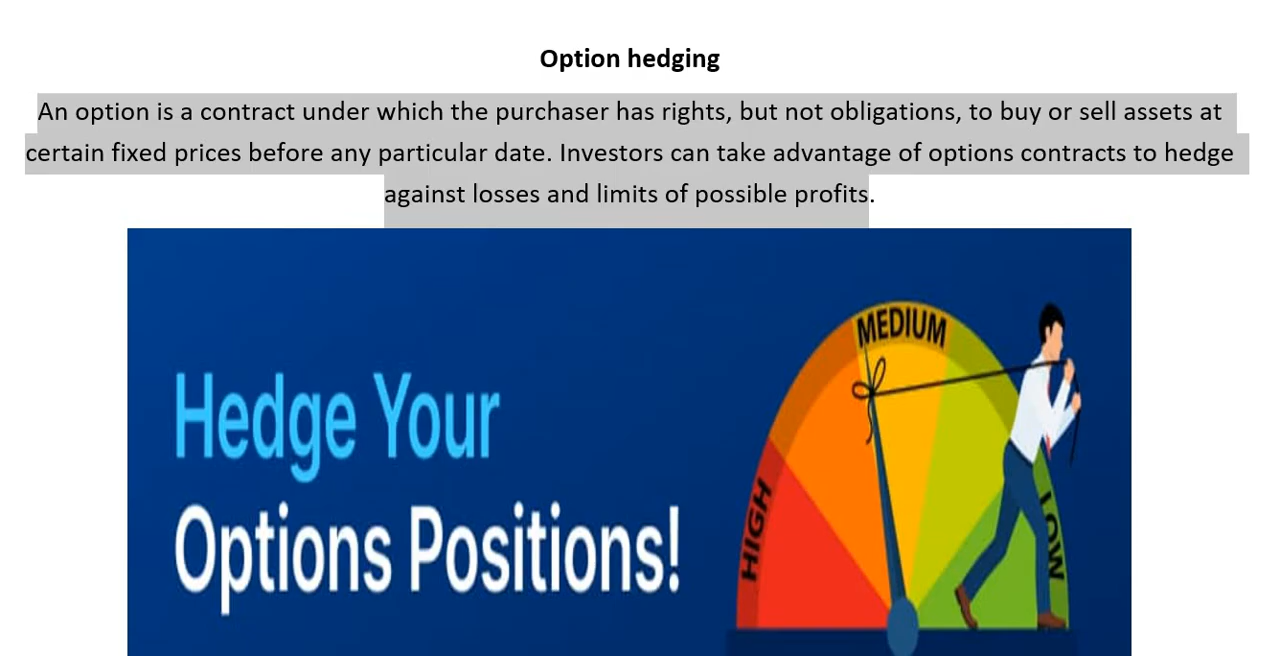 Option hedging
An option is a contract under which the purchaser has rights, but not obligations, to buy or sell assets at
certain fixed prices before any particular date. Investors can take advantage of options contracts to hedge
against losses and limits of possible profits.
Hedge Your
Options Positions!
HIGH
MEDIUM
LOW